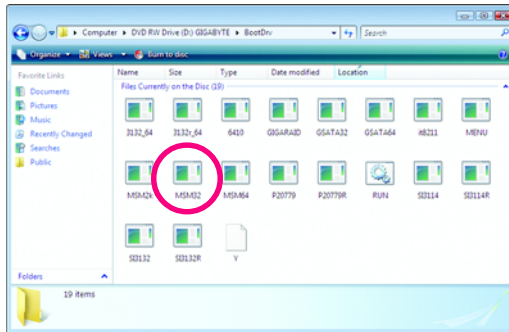 Computer ▸ DVD RW Drive (D:) GIGABYTE ▸ BootDrv
Search
Organize Views Burn to disc
Favorite Links
Documents
Pictures
Music
Recently Changed
Searches
Public
Folders
Name Size Type Date modified Location
Files Currently on the Disc (19)
3132_64 3132r_64 6410 GIGARAID GSATA32 GSATA64 it8211 MENU
MSM2k MSM32 MSM64 P20779 P20779R RUN SI3114 SI3114R
SI3132 SI3132R Y
19 items